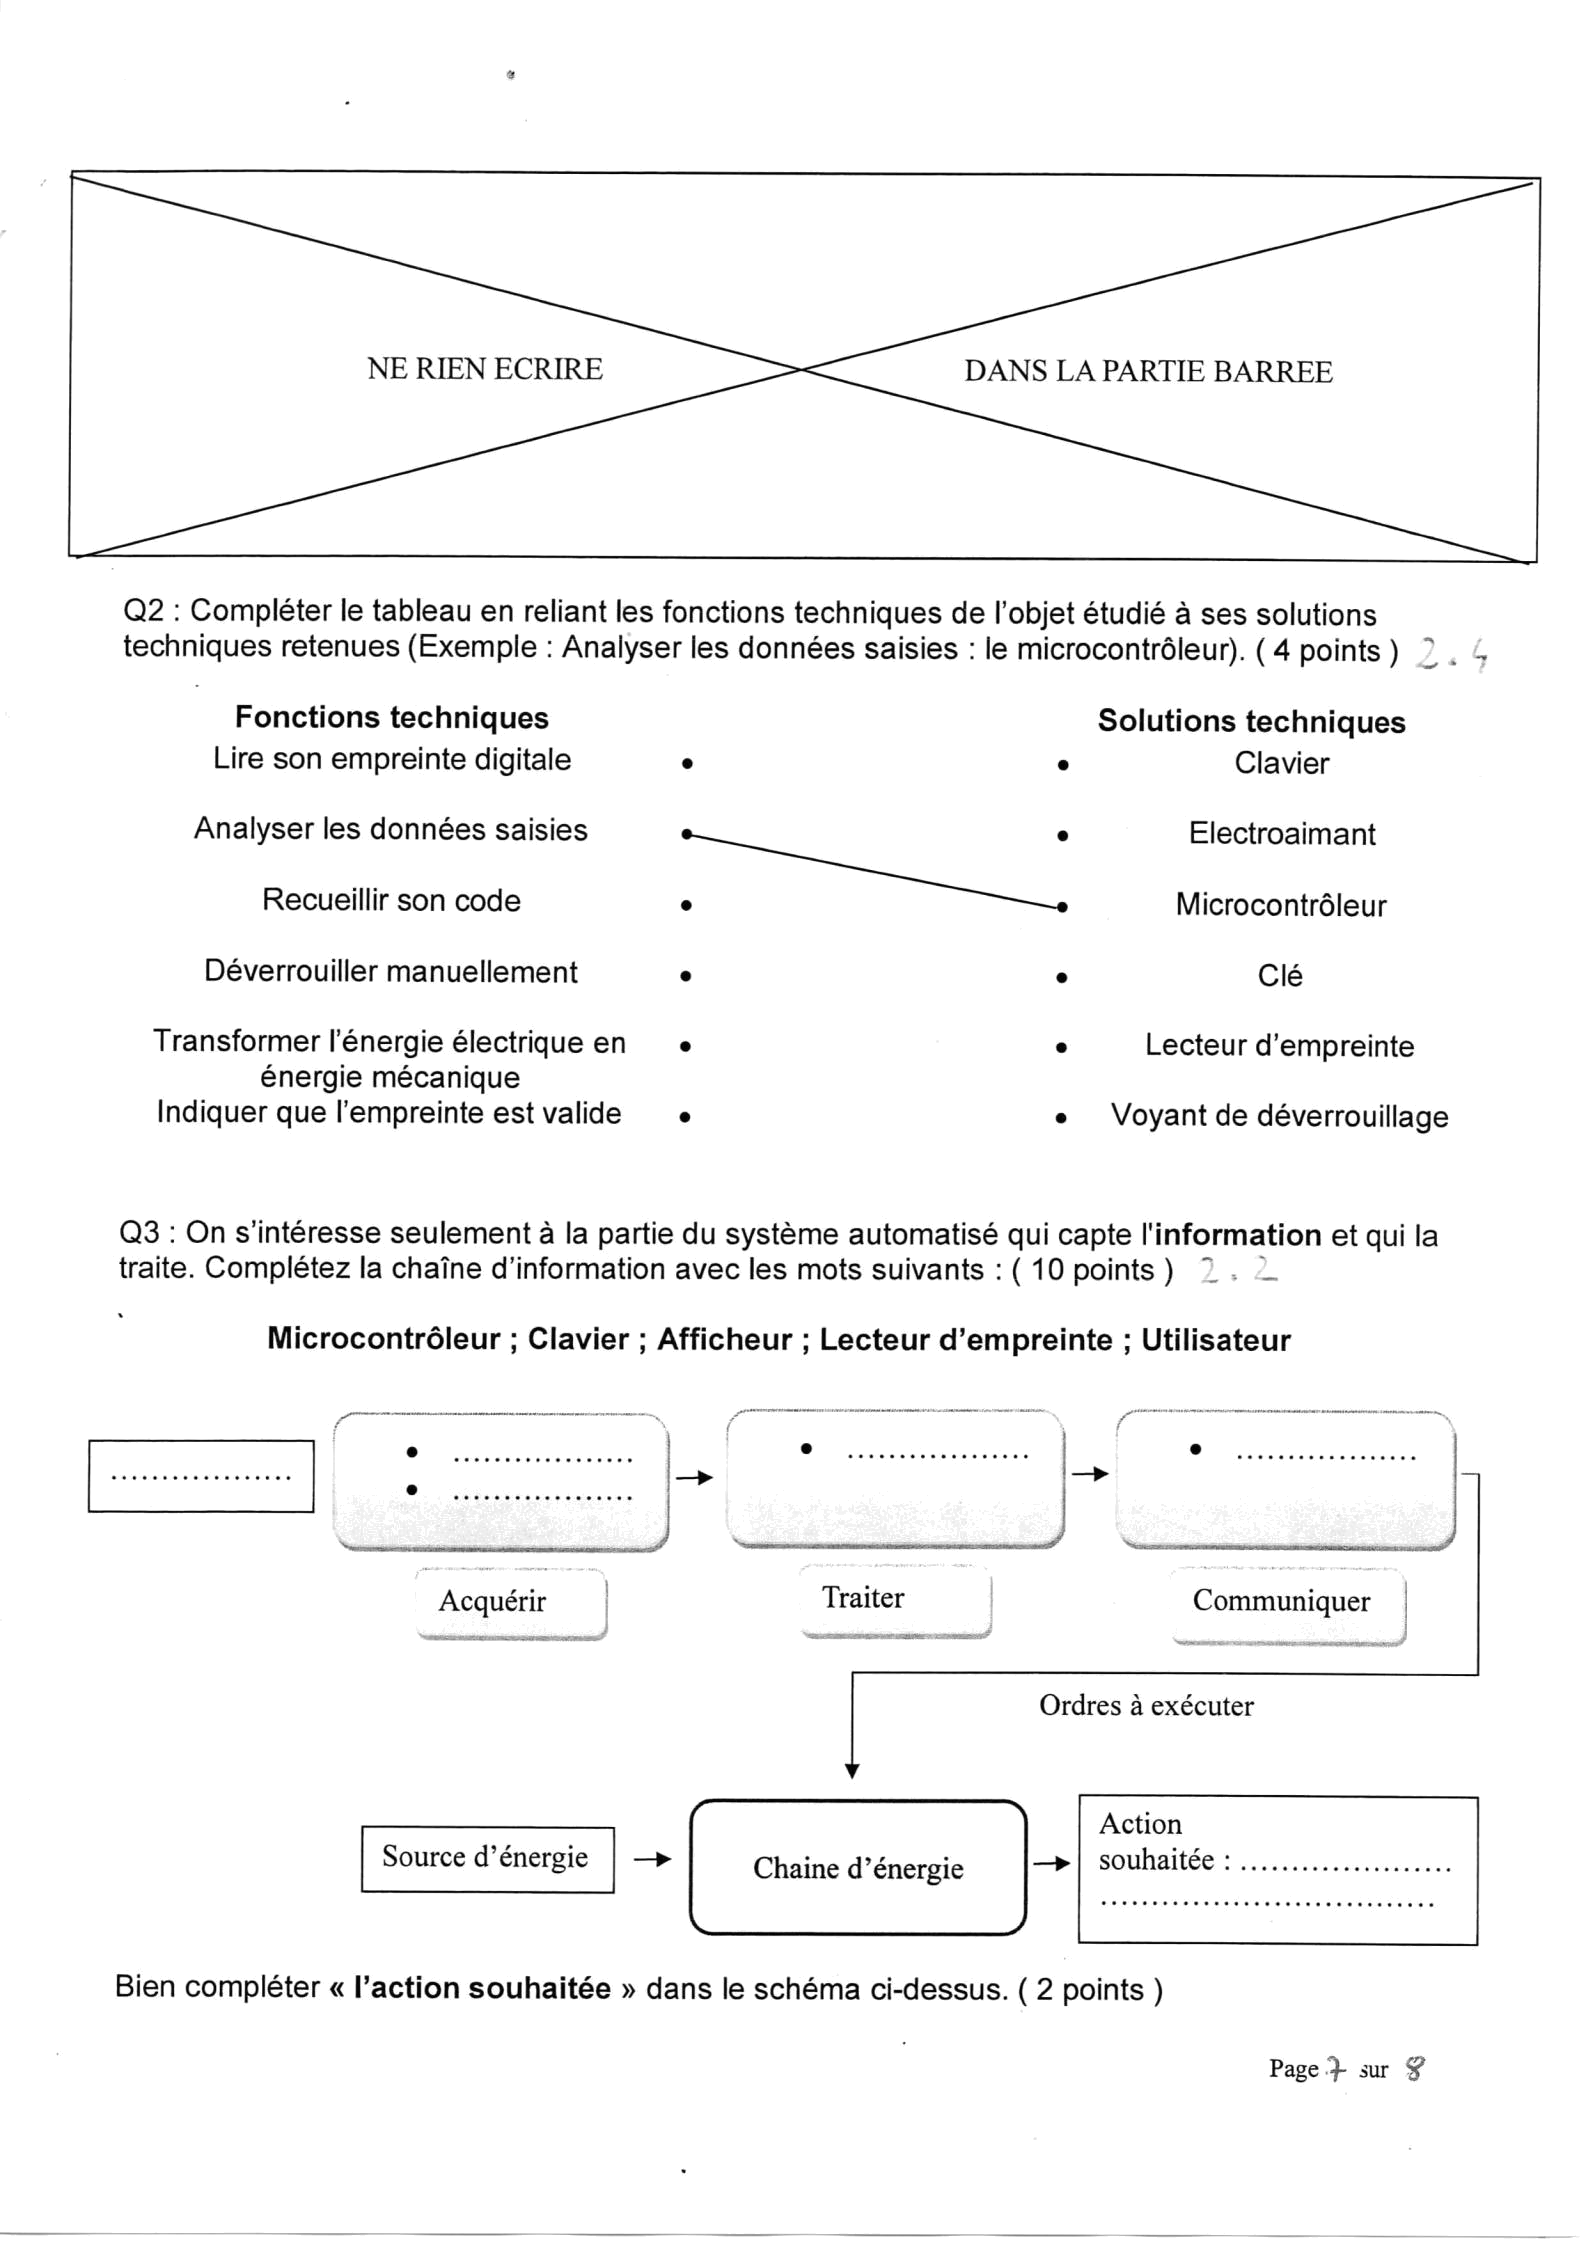 NE RIEN ECRIRE DANS LA PARTIE BARREE
Q2 : Compléter le tableau en reliant les fonctions techniques de l'objet étudié à ses solutions
techniques retenues (Exemple : Analyser les données saisies : le microcontrôleur). ( 4 points ) 2.4
Fonctions techniques Solutions techniques
Lire son empreinte digitale • • Clavier
Analyser les données saisies • • Electroaimant
Recueillir son code • • Microcontrôleur
Déverrouiller manuellement • • Clé
Transformer l'énergie électrique en • • Lecteur d'empreinte
énergie mécanique
Indiquer que l'empreinte est valide • • Voyant de déverrouillage
Q3 : On s'intéresse seulement à la partie du système automatisé qui capte l'information et qui la
traite. Complétez la chaîne d'information avec les mots suivants : ( 10 points ) 2.2
Microcontrôleur ; Clavier ; Afficheur ; Lecteur d'empreinte ; Utilisateur
.................. • .................. • .................. • ..................
• ..................
Acquérir Traiter Communiquer
Ordres à exécuter
Source d'énergie
Chaine d'énergie
Action
souhaitée : .....................
.................................
Bien compléter « l'action souhaitée » dans le schéma ci-dessus. ( 2 points )
Page 7 sur 8